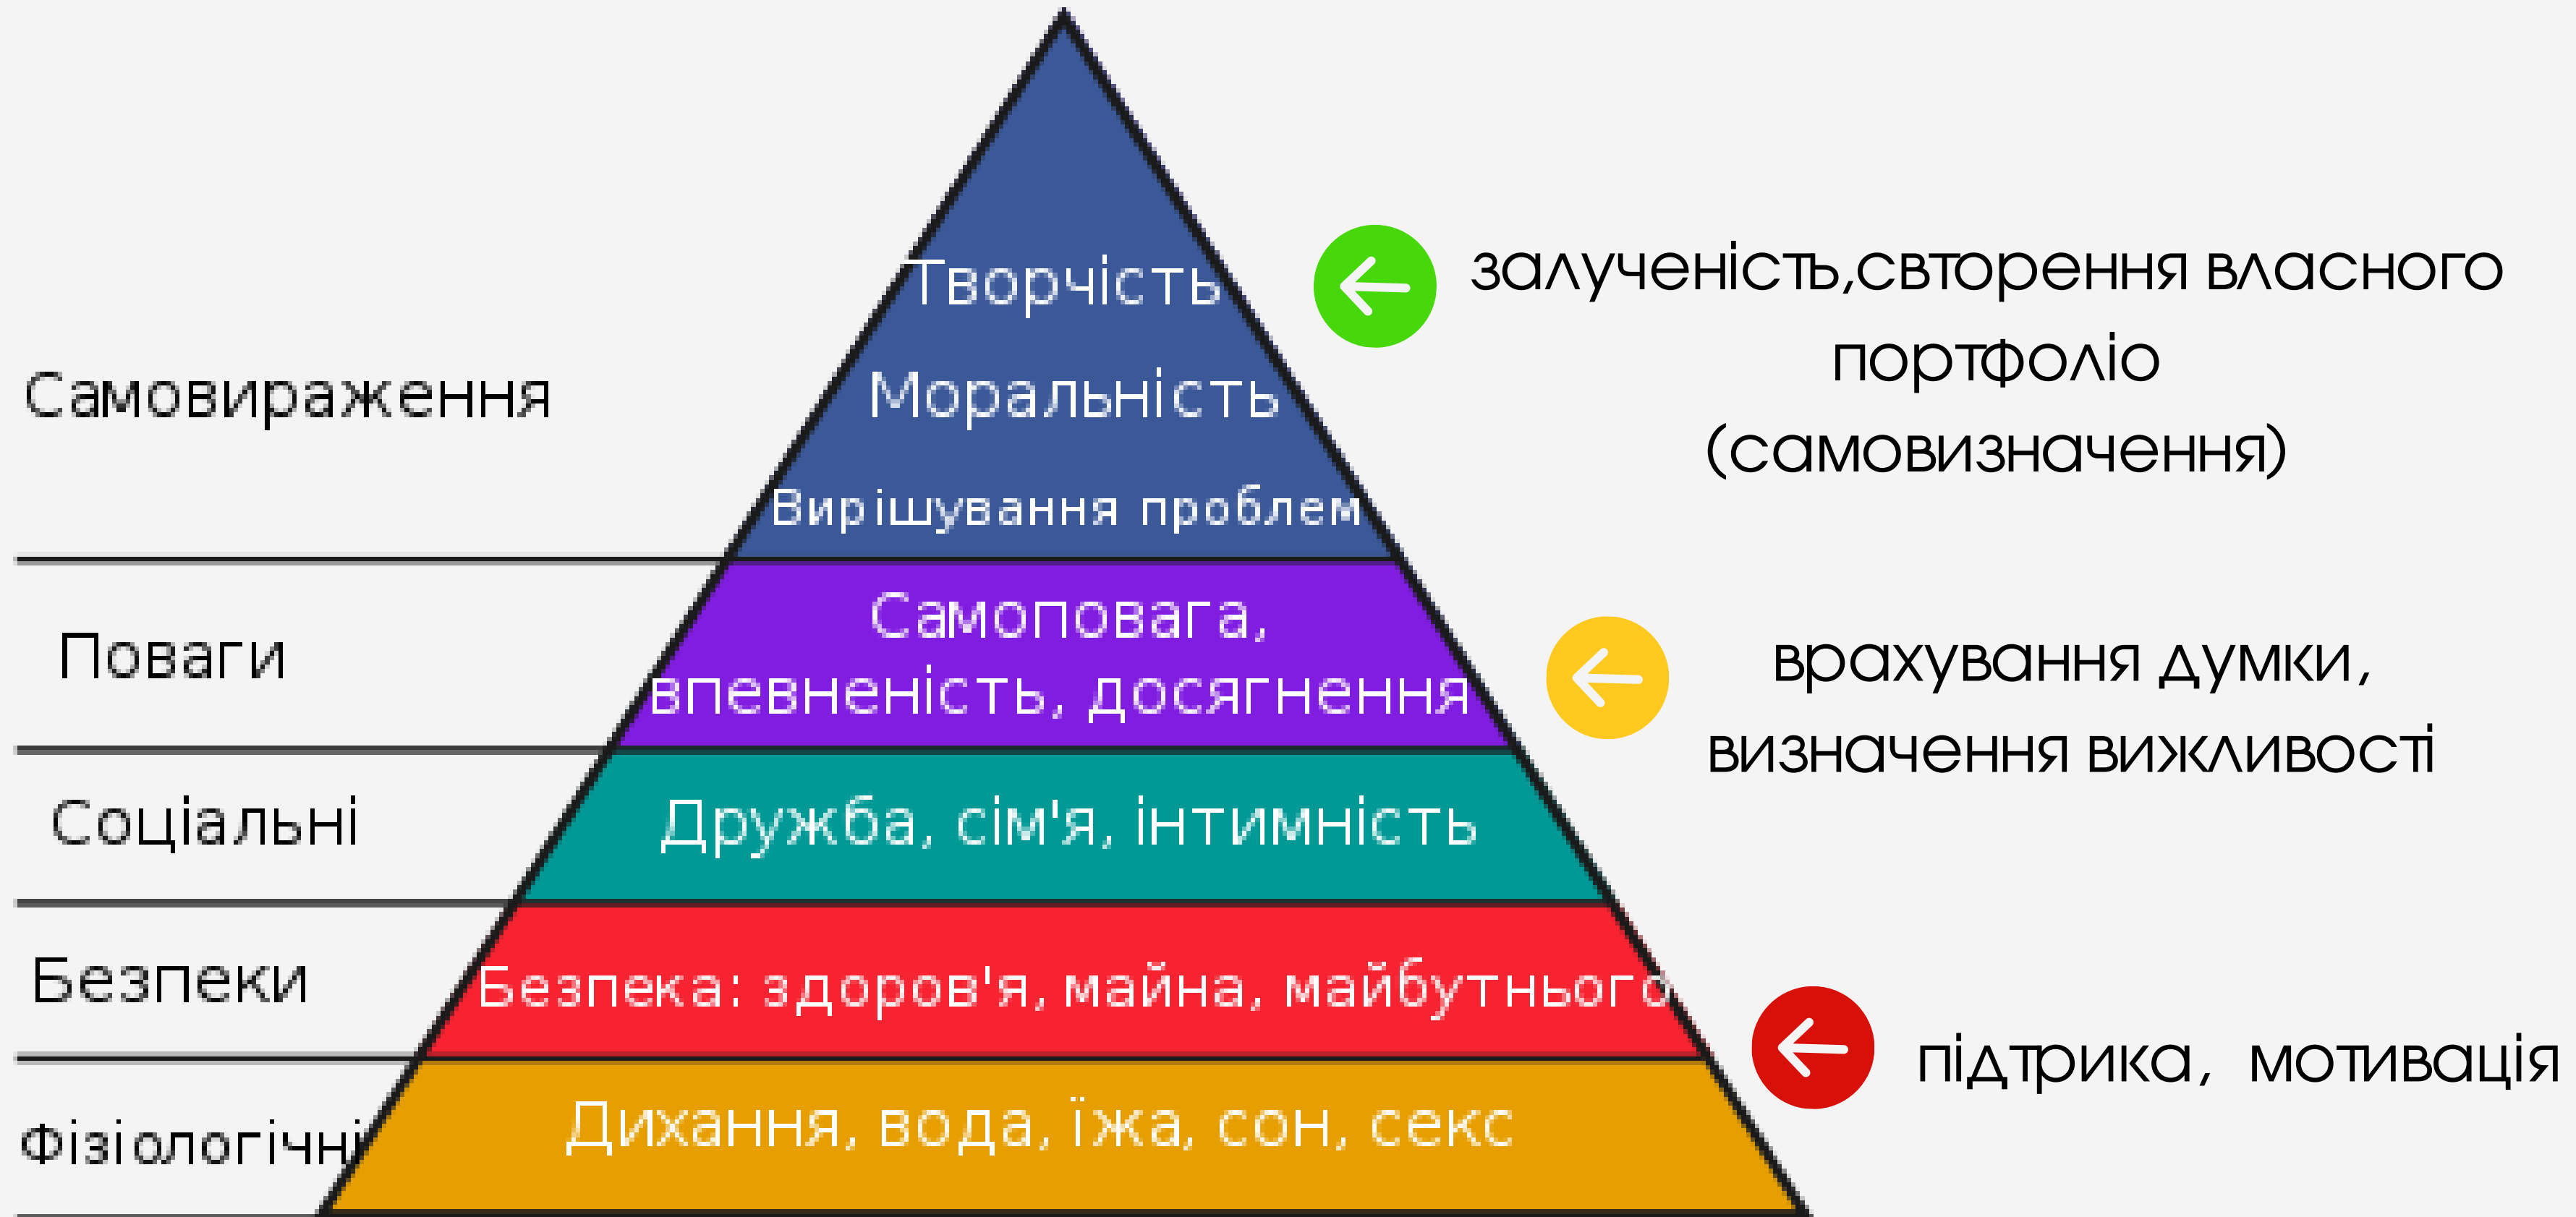 Творчість
залученість,свторення власного
портфоліо
(самовизначення)
Самовираження
Моральність
Вирішування проблем
Поваги
Самоповага,
впевненість, досягнення
врахування думки,
визначення вижливості
Соціальні
Дружба, сім'я, інтимність
Безпеки
Безпека: здоров'я, майна, майбутнього
підтрика, мотивація
Фізіологічні
Дихання, вода, їжа, сон, секс